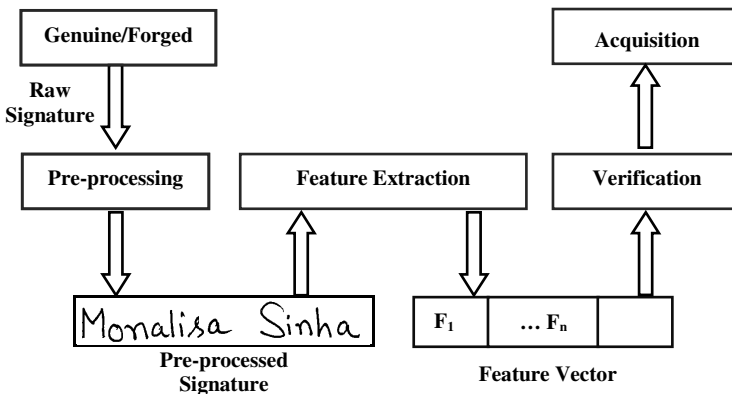 Genuine/Forged
Acquisition
Raw
Signature
Pre-processing
Feature Extraction
Verification
Monalisa Sinha
F₁
... Fₙ
Pre-processed
Signature
Feature Vector